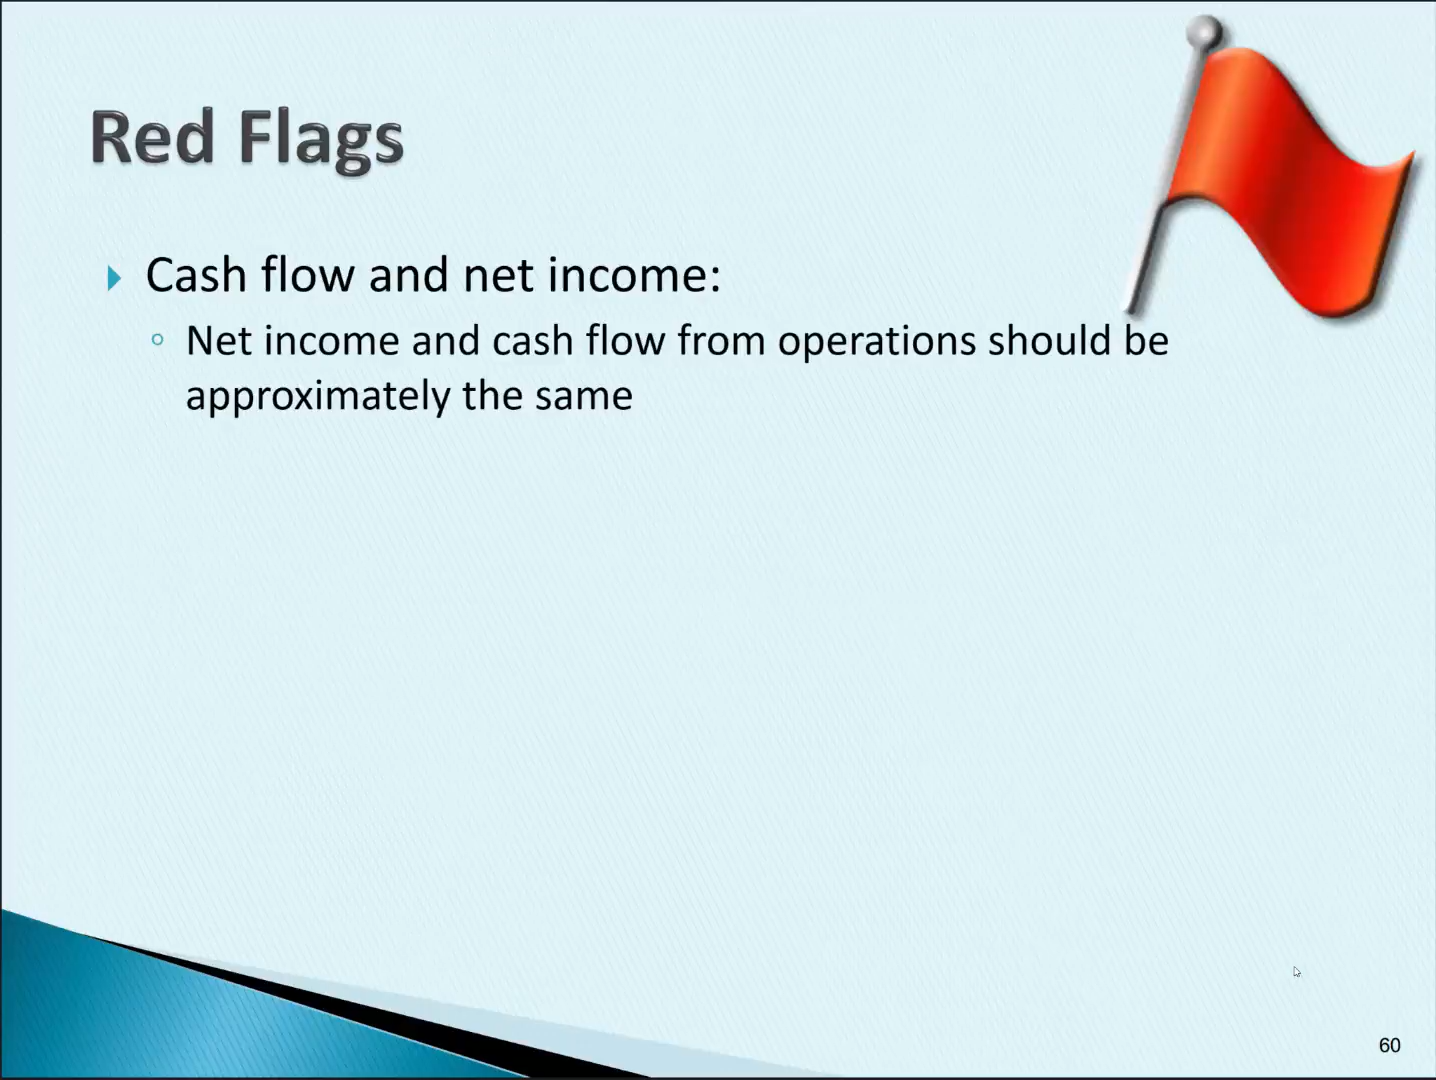 Red Flags
Cash flow and net income:
Net income and cash flow from operations should be
approximately the same
60